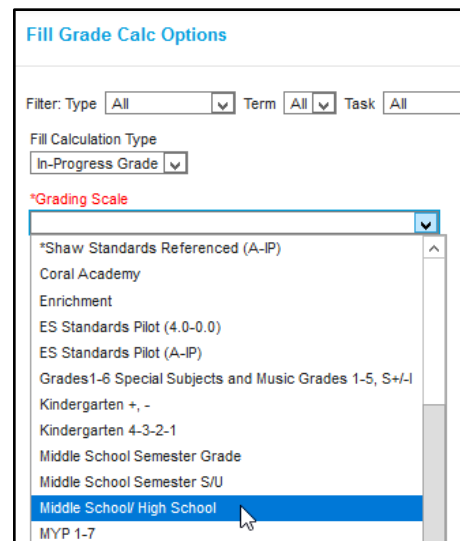 Fill Grade Calc Options
Filter: Type All Term All Task All
Fill Calculation Type
In-Progress Grade
*Grading Scale
*Shaw Standards Referenced (A-IP)
Coral Academy
Enrichment
ES Standards Pilot (4.0-0.0)
ES Standards Pilot (A-IP)
Grades1-6 Special Subjects and Music Grades 1-5, S+/-I
Kindergarten +, -
Kindergarten 4-3-2-1
Middle School Semester Grade
Middle School Semester S/U
Middle School/ High School
MYP 1-7